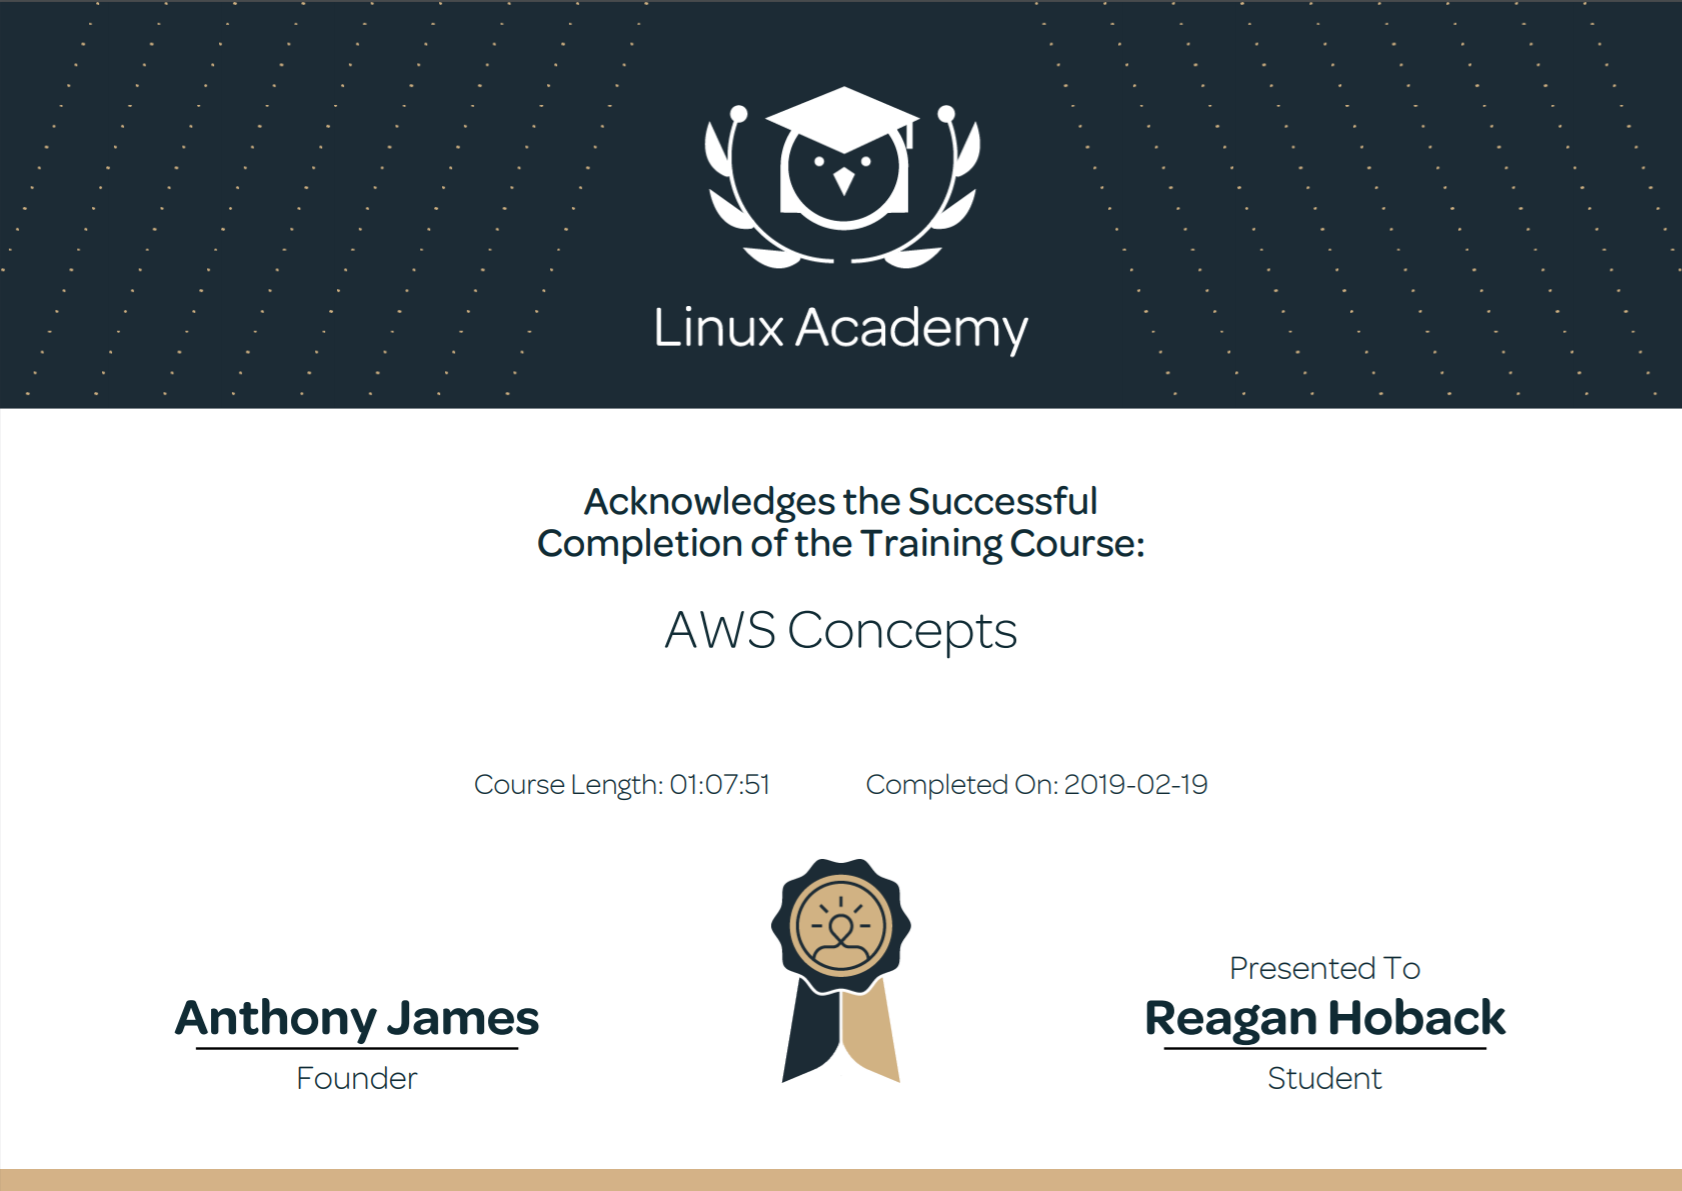 Linux Academy
Acknowledges the Successful
Completion of the Training Course:
AWS Concepts
Course Length: 01:07:51
Completed On: 2019-02-19
Anthony James
Founder
Presented To
Reagan Hoback
Student